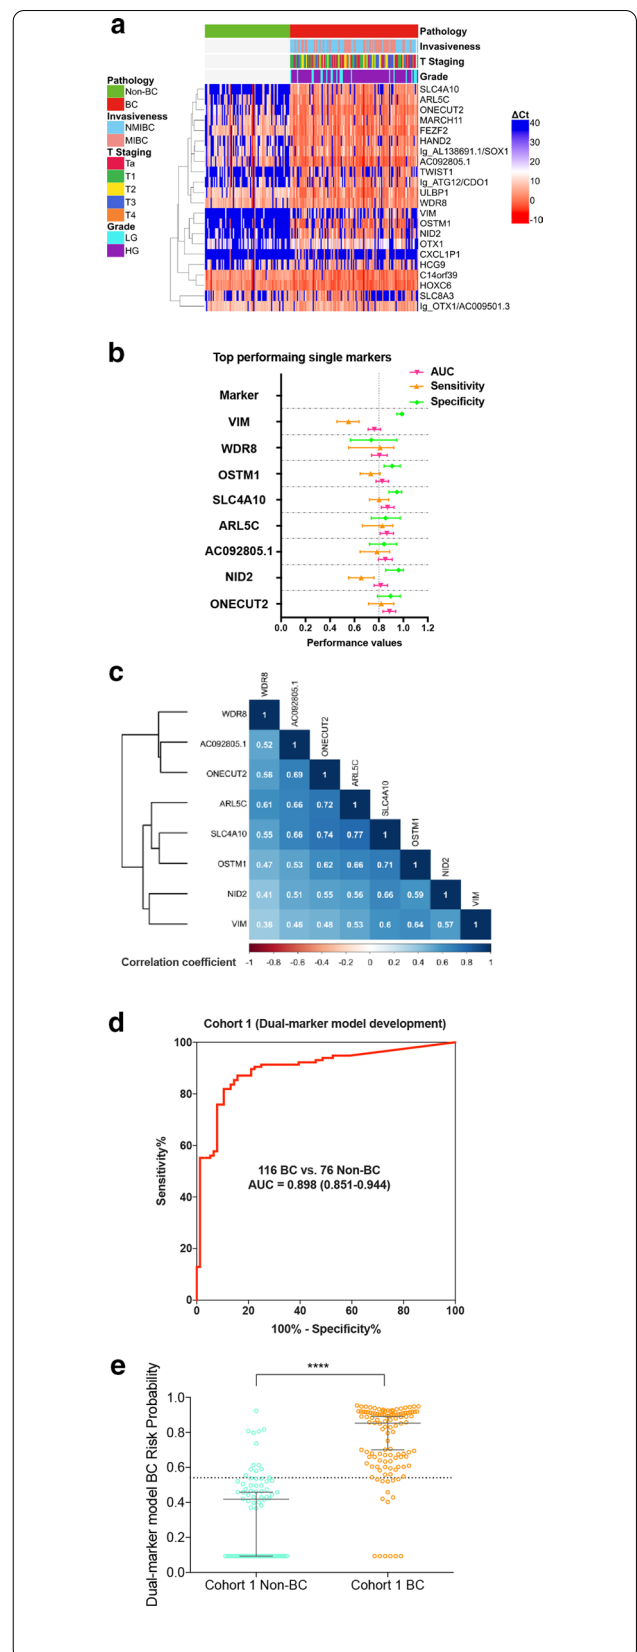 a
Pathology
Invasiveness
T Staging
Grade
Pathology
Non-BC
BC
Invasiveness
NMIBC
MIBC
T Staging
Ta
T1
T2
T3
T4
Grade
LG
HG
SLC4A10
ARL5C
ONECUT2
MARCH11
FEZF2
HAND2
Ig_AL138691.1/SOX1
AC092805.1
TWIST1
Ig_ATG12/CDO1
ULBP1
WDR8
VIM
OSTM1
NID2
OTX1
CXCL1P1
HCG9
C14orf39
HOXC6
SLC8A3
Ig_OTX1/AC009501.3
ΔCt
40
30
20
10
0
-10
b
Top performaing single markers
AUC
Sensitivity
Specificity
Marker
VIM
WDR8
OSTM1
SLC4A10
ARL5C
AC092805.1
NID2
ONECUT2
0.0 0.2 0.4 0.6 0.8 1.0 1.2
Performance values
c
WDR8
AC092805.1
ONECUT2
ARL5C
SLC4A10
OSTM1
NID2
VIM
WDR8 1
AC092805.1 0.52 1
ONECUT2 0.56 0.69 1
ARL5C 0.61 0.66 0.72 1
SLC4A10 0.55 0.66 0.74 0.77 1
OSTM1 0.47 0.53 0.62 0.66 0.71 1
NID2 0.41 0.51 0.55 0.56 0.66 0.59 1
VIM 0.36 0.46 0.48 0.53 0.6 0.64 0.57 1
Correlation coefficient -1 -0.8 -0.6 -0.4 -0.2 0 0.2 0.4 0.6 0.8 1
d
Cohort 1 (Dual-marker model development)
100
80
60
40
20
0
Sensitivity%
116 BC vs. 76 Non-BC
AUC = 0.898 (0.851-0.944)
0 20 40 60 80 100
100% - Specificity%
e
****
Dual-marker model BC Risk Probability
1.0
0.8
0.6
0.4
0.2
0.0
Cohort 1 Non-BC Cohort 1 BC